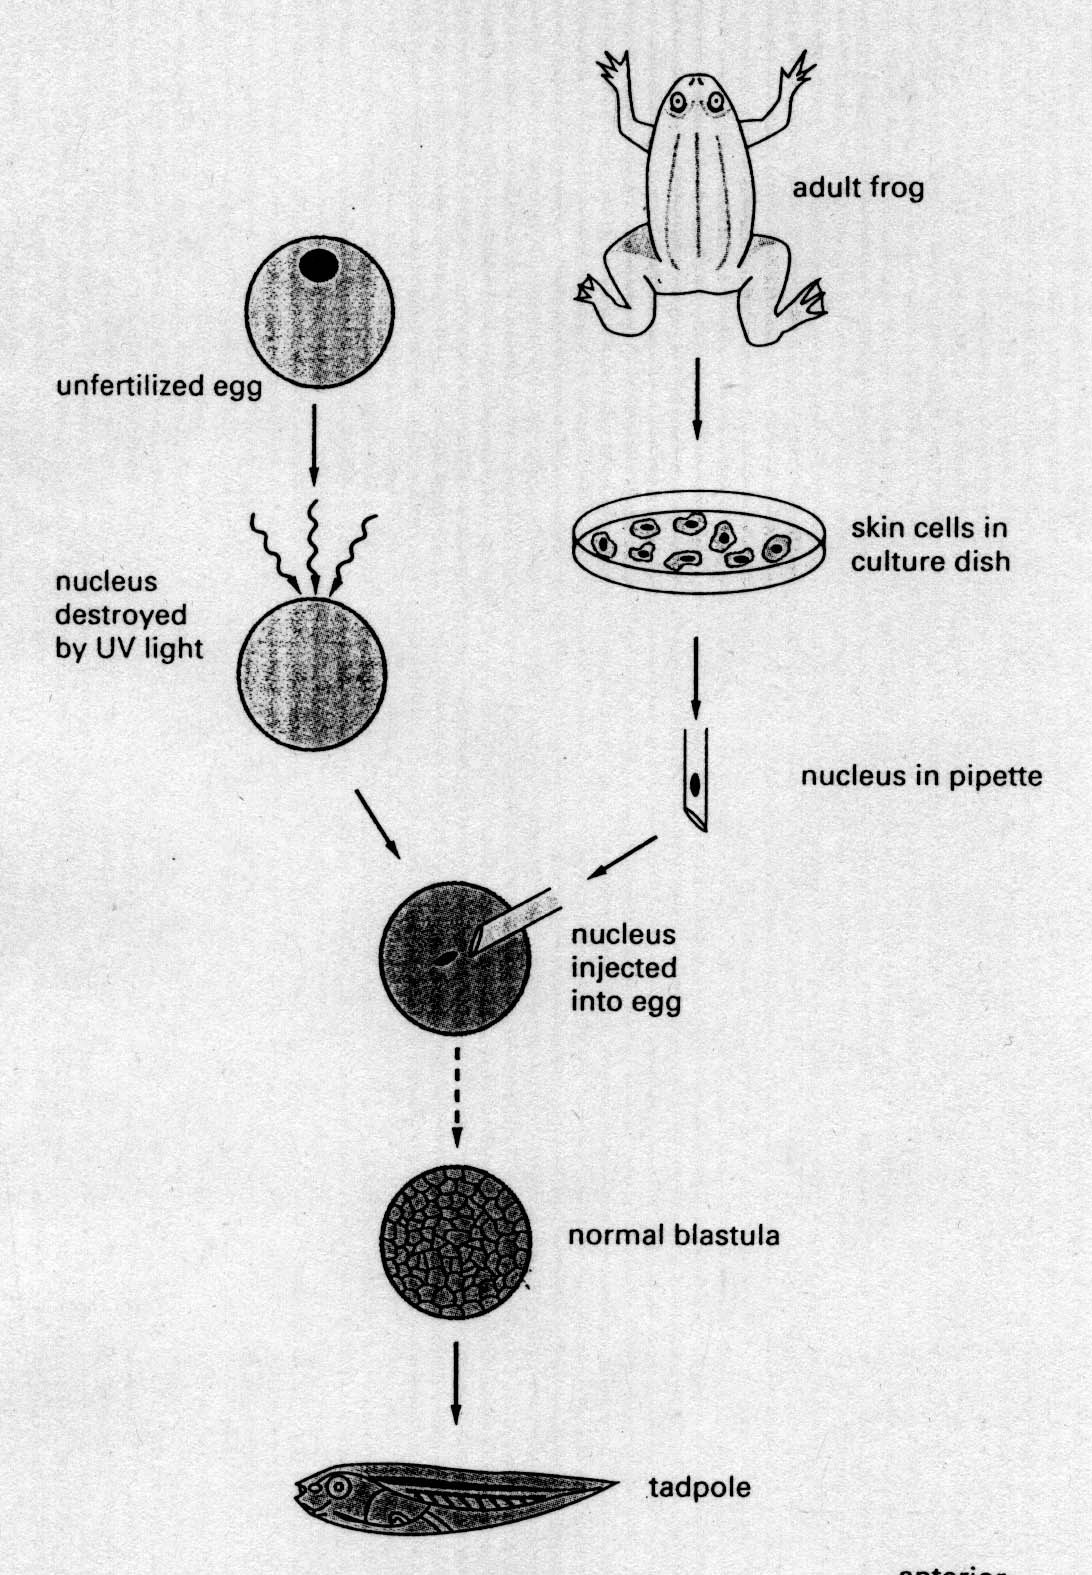 adult frog
unfertilized egg
skin cells in
culture dish
nucleus
destroyed
by UV light
nucleus in pipette
nucleus
injected
into egg
normal blastula
tadpole
anterior